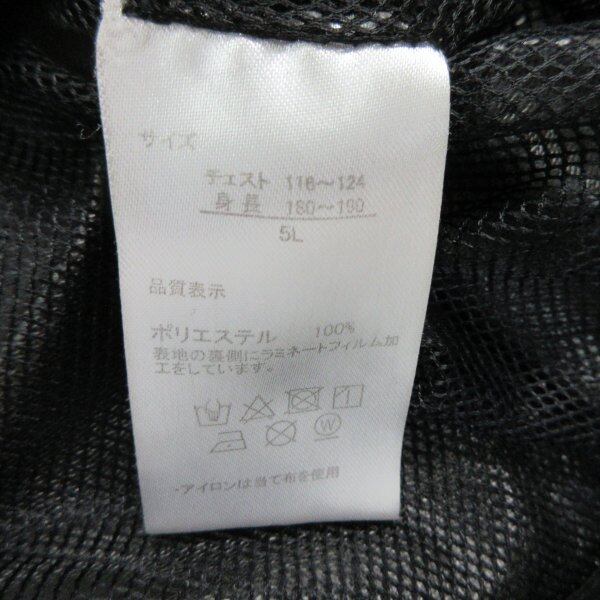 サイズ
チェスト 116～124
身長 180～190
5L
品質表示
ポリエステル 100%
表地の裏側にラミネートフィルム加
工をしています。
W
-アイロンは当て布を使用